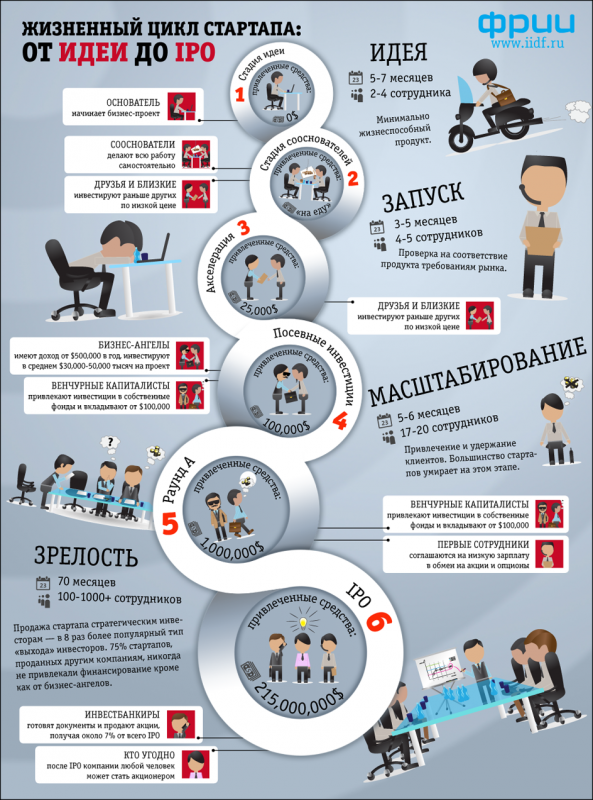 ЖИЗНЕННЫЙ ЦИКЛ СТАРТАПА:
ОТ ИДЕИ ДО IPO
фрии
www.iidf.ru
1
Стадия идеи
привлеченные средства:
0$
ИДЕЯ
23
5-7 месяцев
2-4 сотрудника
Минимально
жизнеспособный
продукт.
ОСНОВАТЕЛЬ
начинает бизнес-проект
СООСНОВАТЕЛИ
делают всю работу
самостоятельно
ДРУЗЬЯ И БЛИЗКИЕ
инвестируют раньше других
по низкой цене
Стадия сооснователей
2
привлеченные средства:
«на еду»
ЗАПУСК
23
3-5 месяцев
4-5 сотрудников
Проверка на соответствие
продукта требованиям рынка.
Акселерация
3
привлеченные средства:
25,000$
ДРУЗЬЯ И БЛИЗКИЕ
инвестируют раньше других
по низкой цене
БИЗНЕС-АНГЕЛЫ
имеют доход от $500,000 в год, инвестируют
в среднем $30,000-50,000 тысяч на проект
ВЕНЧУРНЫЕ КАПИТАЛИСТЫ
привлекают инвестиции в собственные
фонды и вкладывают от $100,000
Посевные инвестиции
4
привлеченные средства:
100,000$
МАСШТАБИРОВАНИЕ
23
5-6 месяцев
17-20 сотрудников
Привлечение и удержание
клиентов. Большинство старта-
пов умирает на этом этапе.
?
5
Раунд А
привлеченные средства:
1,000,000$
ВЕНЧУРНЫЕ КАПИТАЛИСТЫ
привлекают инвестиции в собственные
фонды и вкладывают от $100,000
ПЕРВЫЕ СОТРУДНИКИ
соглашаются на низкую зарплату
в обмен на акции и опционы
ЗРЕЛОСТЬ
23
70 месяцев
100-1000+ сотрудников
Продажа стартапа стратегическим инве-
сторам — в 8 раз более популярный тип
«выхода» инвесторов. 75% стартапов,
проданных другим компаниям, никогда
не привлекали финансирование кроме
как от бизнес-ангелов.
IPO
6
привлеченные средства:
215,000,000$
ИНВЕСТБАНКИРЫ
готовят документы и продают акции,
получая около 7% от всего IPO
КТО УГОДНО
после IPO компании любой человек
может стать акционером